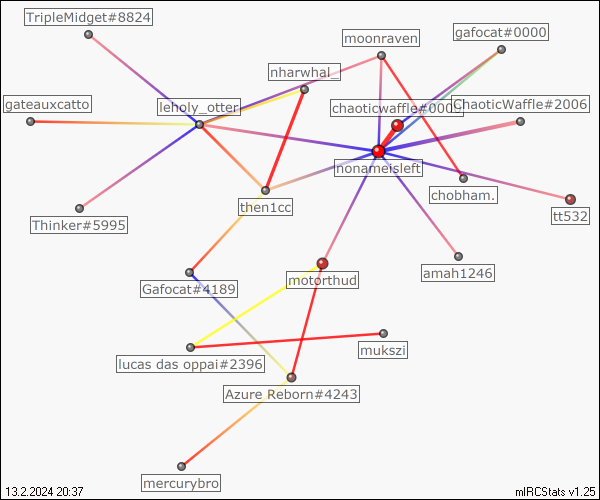 TripleMidget#8824
moonraven
gafocat#0000
nharwhal_
gateauxcatto
leholy_otter
chaoticwaffle#0000
ChaoticWaffle#2006
nonameisleft
chobham.
then1cc
Thinker#5995
tt532
Gafocat#4189
motorthud
amah1246
lucas das oppai#2396
mukszi
Azure Reborn#4243
mercurybro
13.2.2024 20:37
mIRCStats v1.25